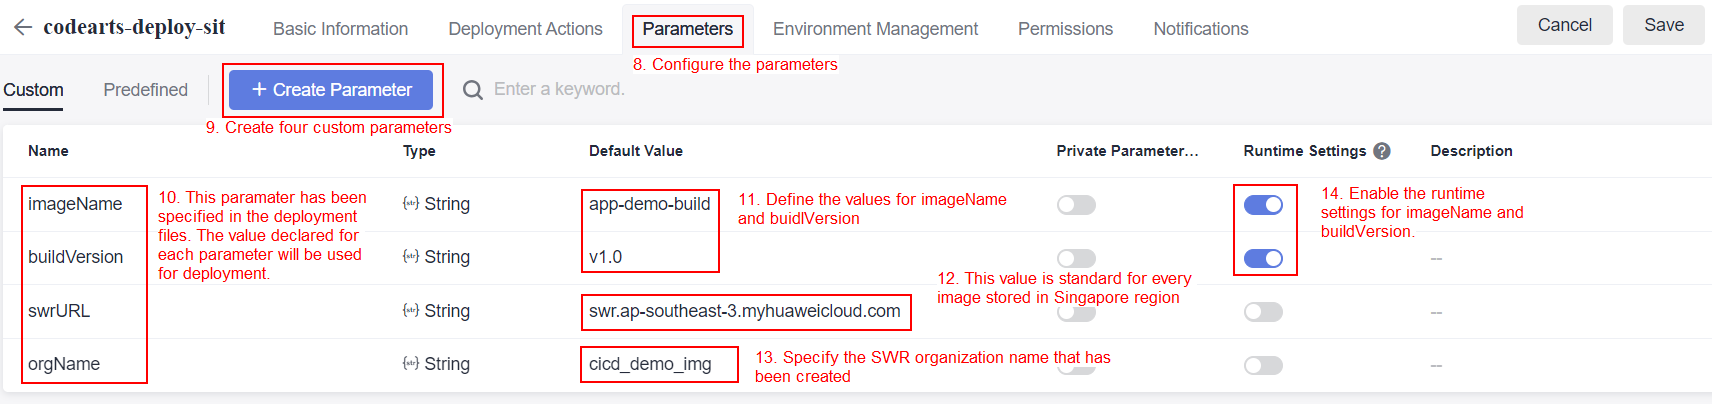 codearts-deploy-sit
Basic Information
Deployment Actions
Parameters
Environment Management
Permissions
Notifications
Cancel
Save
8. Configure the parameters
Custom
Predefined
+ Create Parameter
Enter a keyword.
9. Create four custom parameters
Name
Type
Default Value
Private Parameter...
Runtime Settings ?
Description
imageName
{str} String
app-demo-build
buildVersion
{str} String
v1.0
--
swrURL
{str} String
swr.ap-southeast-3.myhuaweicloud.com
--
orgName
{str} String
cicd_demo_img
--
10. This paramater has been
specified in the deployment
files. The value declared for
each parameter will be used
for deployment.
11. Define the values for imageName
and buidlVersion
12. This value is standard for every
image stored in Singapore region
13. Specify the SWR organization name that has
been created
14. Enable the runtime
settings for imageName and
buildVersion.